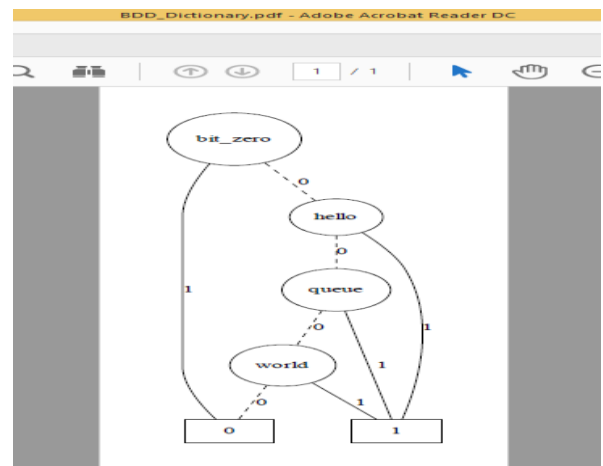 BDD_Dictionary.pdf - Adobe Acrobat Reader DC
1 / 1
bit_zero
0
hello
0
queue
1
0
1
1
world
0
1
0
1